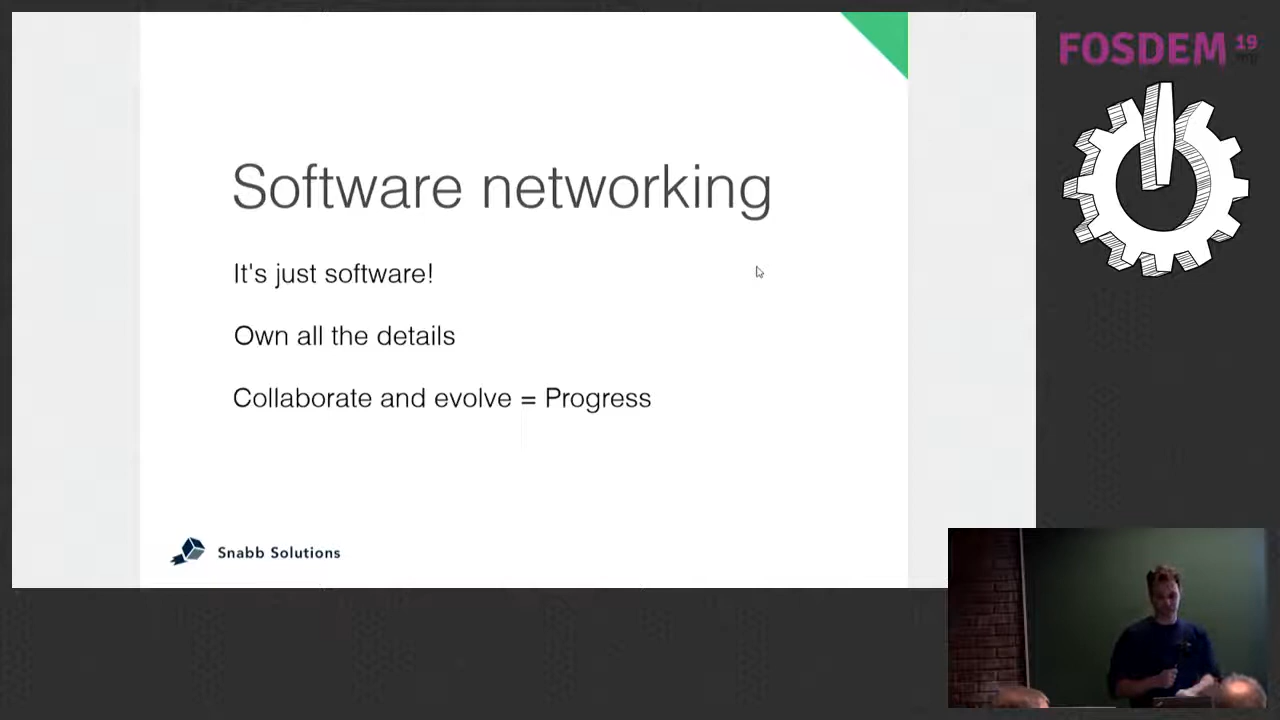 Software networking
It's just software!
Own all the details
Collaborate and evolve = Progress
Snabb Solutions
FOSDEM 19